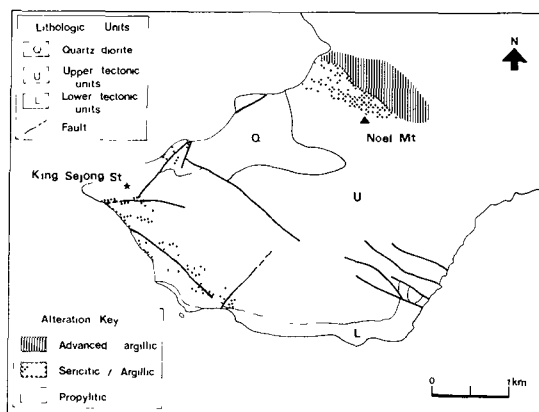 Lithologic Units
Q Quartz diorite
U Upper tectonic
units
L Lower tectonic
units
Fault
N
Noel Mt
Q
King Sejong St
U
L
Alteration Key
Advanced argillic
Sericitic / Argillic
Propylitic
0 1km